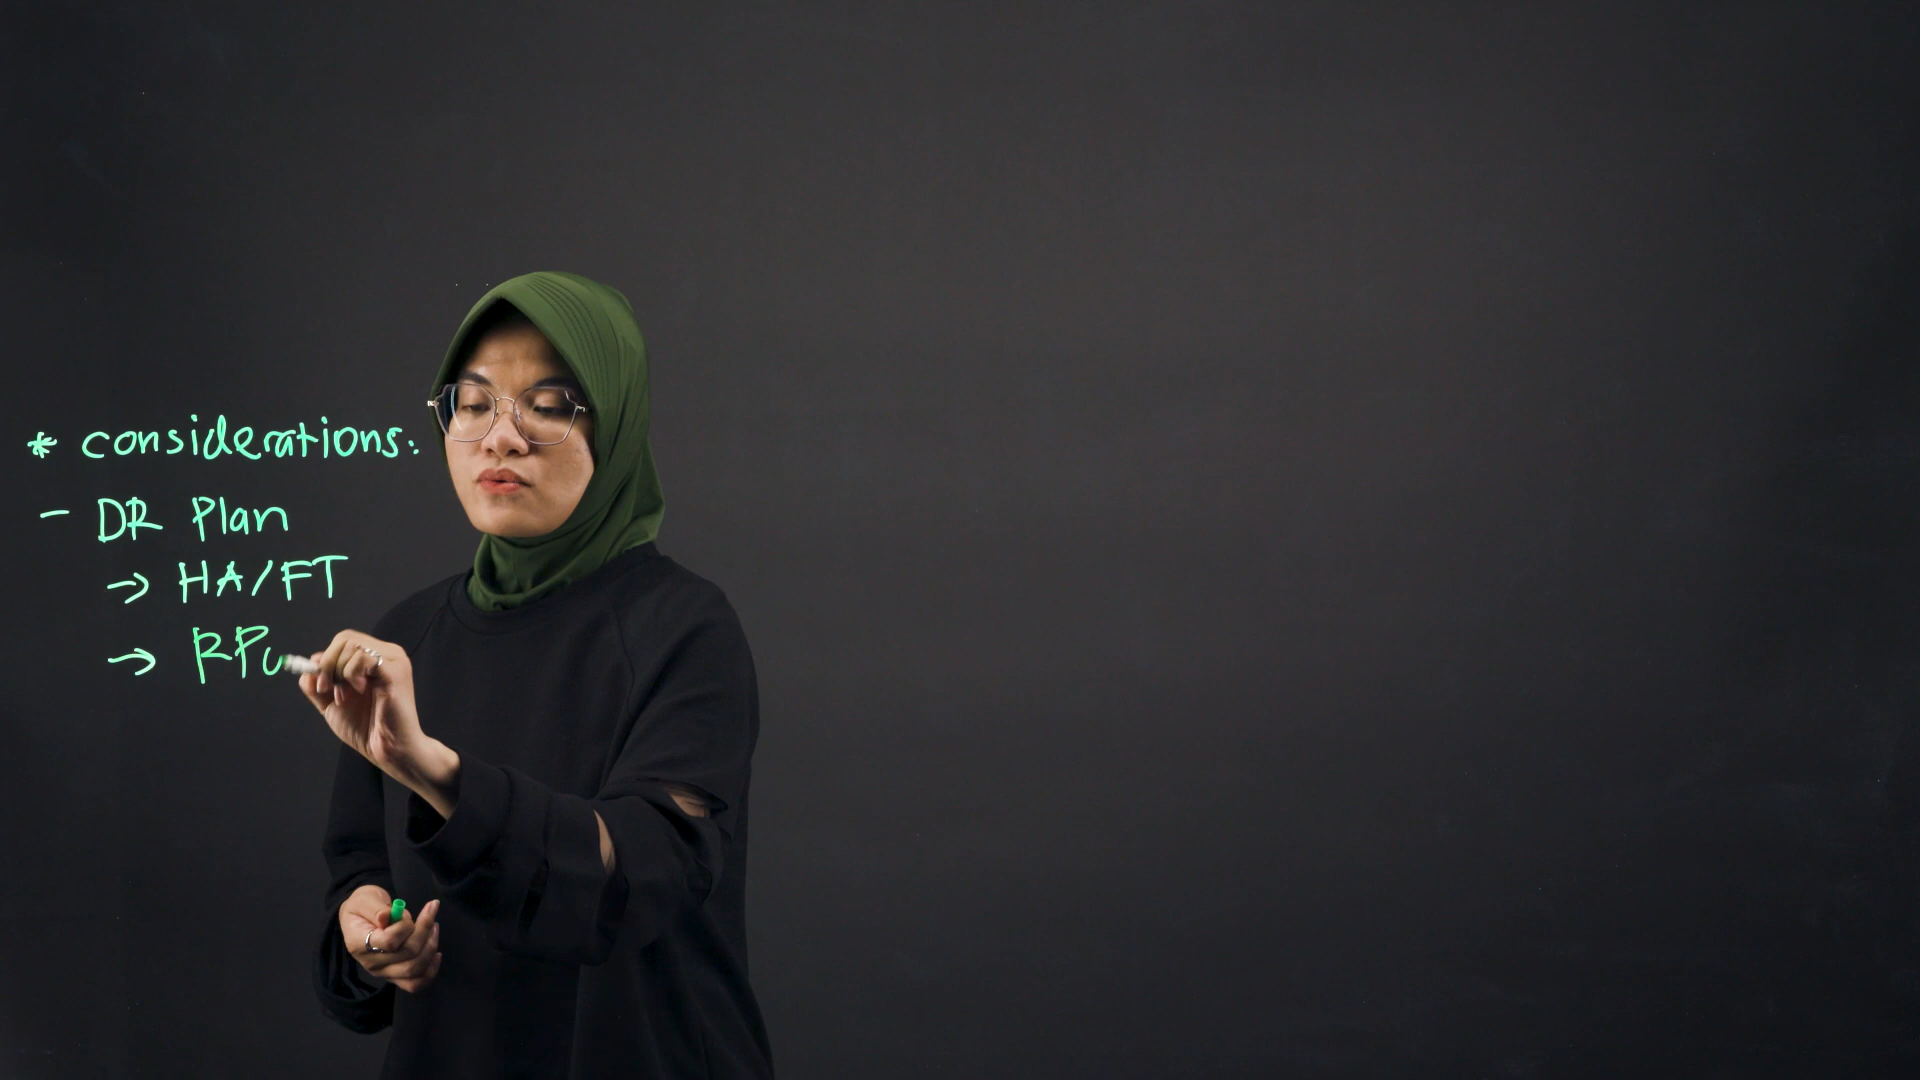 * considerations:
- DR Plan
→ HA/FT
→ RP